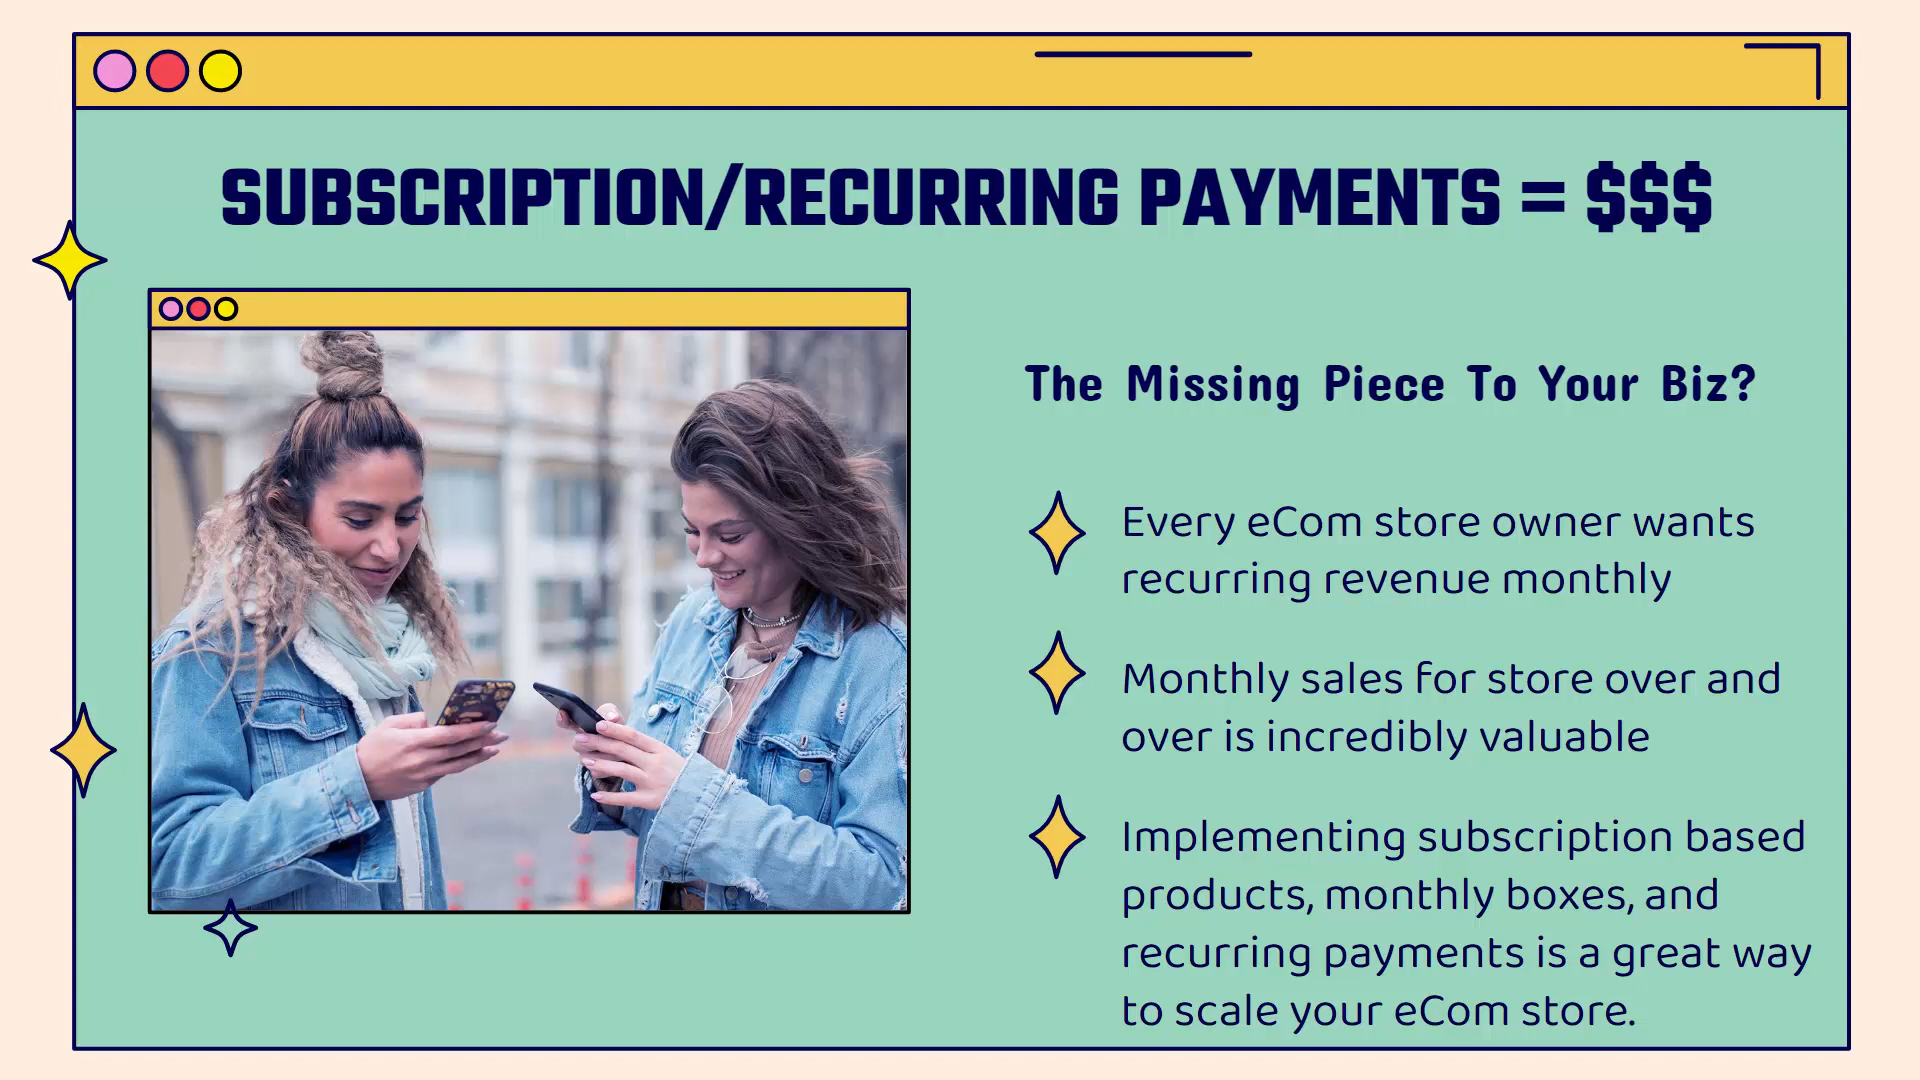 SUBSCRIPTION/RECURRING PAYMENTS = $$$
The Missing Piece To Your Biz?
Every eCom store owner wants
recurring revenue monthly
Monthly sales for store over and
over is incredibly valuable
Implementing subscription based
products, monthly boxes, and
recurring payments is a great way
to scale your eCom store.